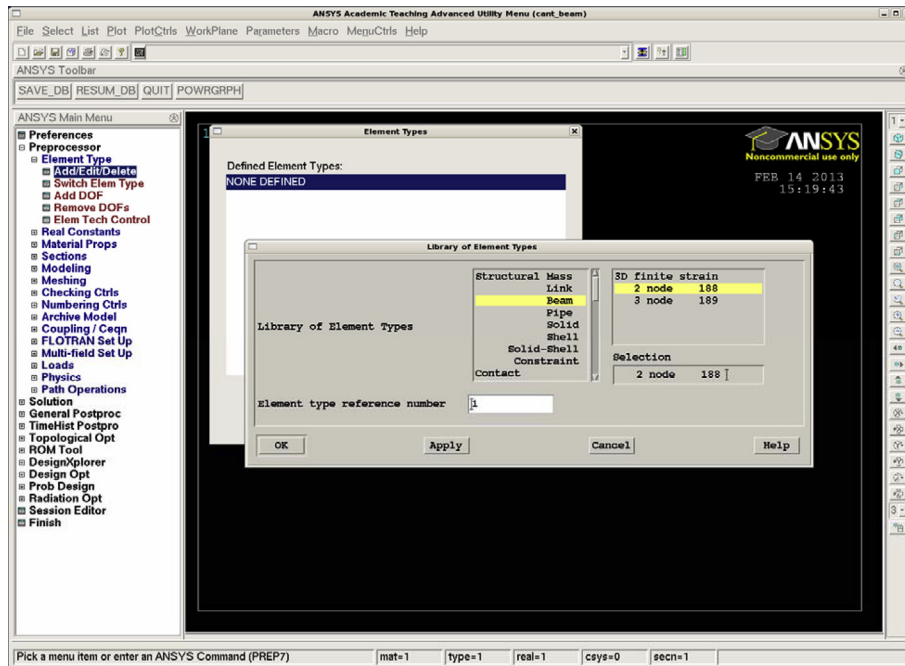 ANSYS Academic Teaching Advanced Utility Menu (cant_beam)
File Select List Plot PlotCtrls WorkPlane Parameters Macro MenuCtrls Help
ANSYS Toolbar
SAVE_DB RESUM_DB QUIT POWRGRPH
ANSYS Main Menu
Preferences
Preprocessor
Element Type
Add/Edit/Delete
Switch Elem Type
Add DOF
Remove DOFs
Elem Tech Control
Real Constants
Material Props
Sections
Modeling
Meshing
Checking Ctrls
Numbering Ctrls
Archive Model
Coupling / Ceqn
FLOTRAN Set Up
Multi-field Set Up
Loads
Physics
Path Operations
Solution
General Postproc
TimeHist Postpro
Topological Opt
ROM Tool
DesignXplorer
Design Opt
Prob Design
Radiation Opt
Session Editor
Finish
1
Element Types
Defined Element Types:
NONE DEFINED
ANSYS
Noncommercial use only
FEB 14 2013
15:19:43
Library of Element Types
Library of Element Types
Structural Mass
Link
Beam
Pipe
Solid
Shell
Solid-Shell
Constraint
Contact
3D finite strain
2 node 188
3 node 189
Selection
2 node 188
Element type reference number
1
OK Apply Cancel Help
1
3
Pick a menu item or enter an ANSYS Command (PREP7) mat=1 type=1 real=1 csys=0 secn=1